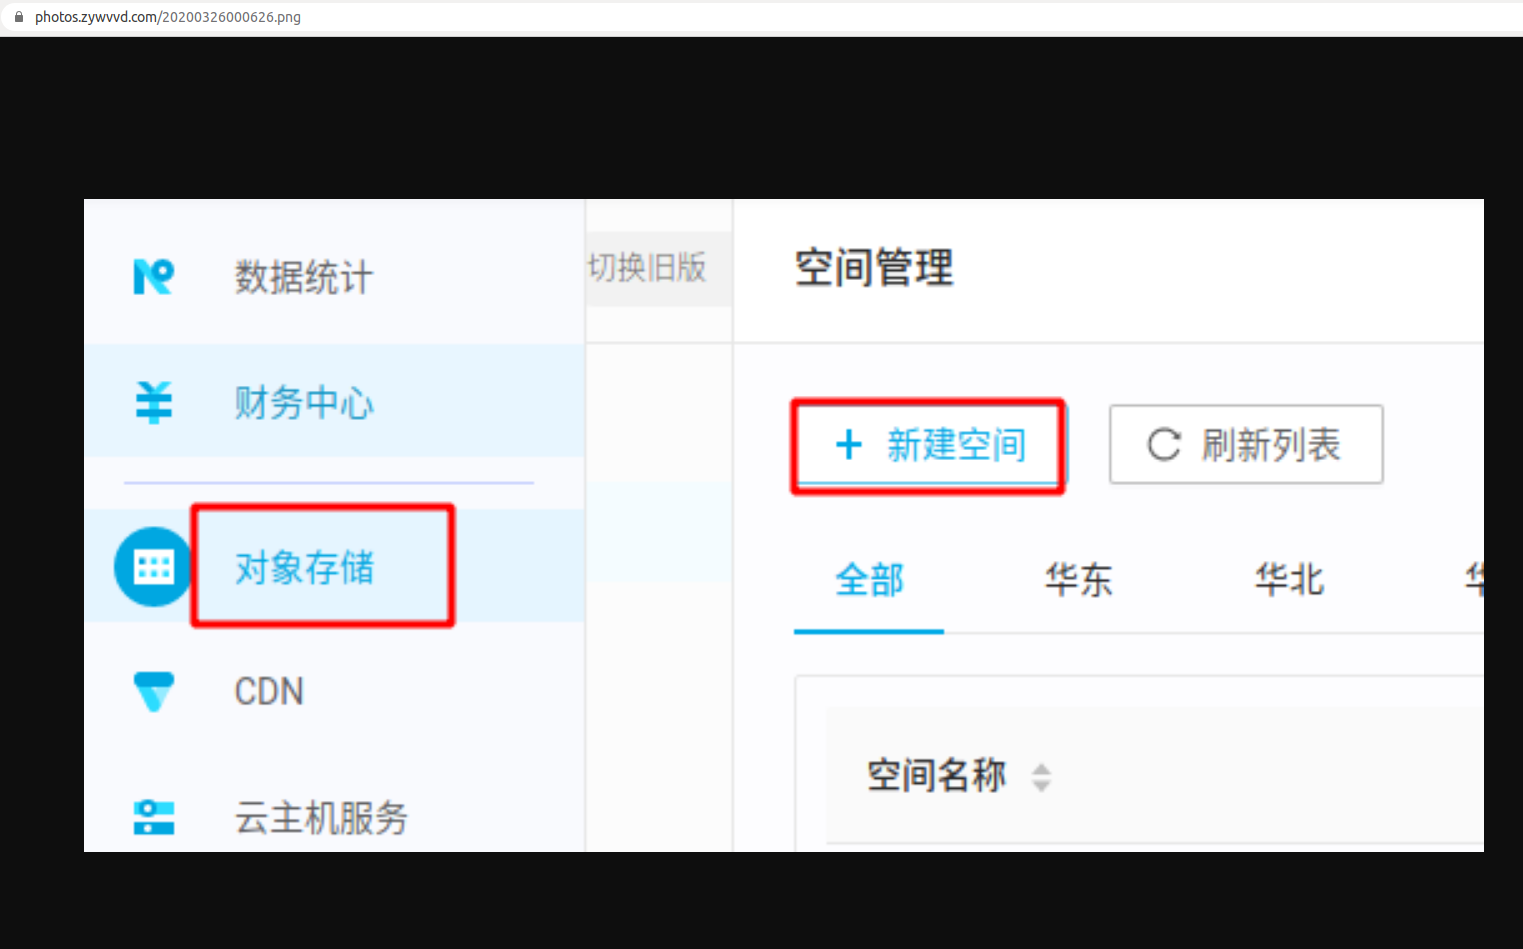 photos.zywvvd.com/20200326000626.png
数据统计
切换旧版
空间管理
财务中心
+ 新建空间
刷新列表
对象存储
全部
华东
华北
CDN
空间名称
云主机服务